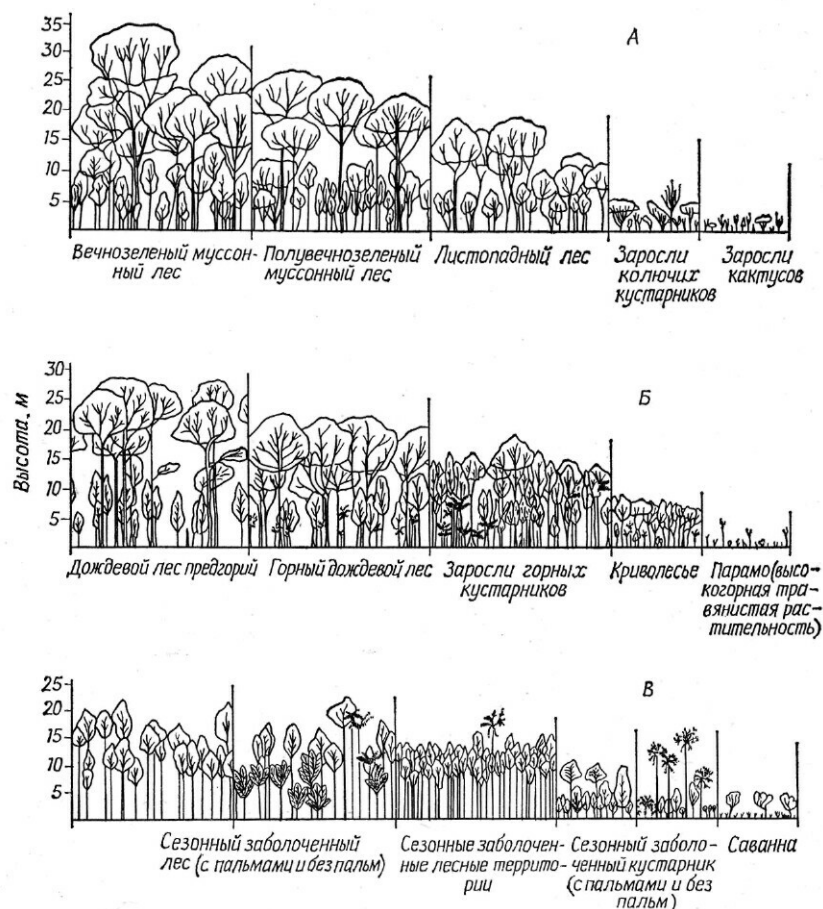 А
35
30
25
20
15
10
5
Вечнозеленый муссон-
ный лес
Полувечнозеленый
муссонный лес
Листопадный лес
Заросли
колючих
кустарников
Заросли
кактусов
Высота, м
Б
30
25
20
15
10
5
Дождевой лес предгорий
Горный дождевой лес
Заросли горных
кустарников
Криволесье
Парамо (высо-
когорная тра-
вянистая рас-
тительность)
В
25
20
15
10
5
Сезонный заболоченный
лес (с пальмами и без пальм)
Сезонные заболочен-
ные лесные террито-
рии
Сезонный заболо-
ченный кустарник
(с пальмами и без
пальм)
Саванна